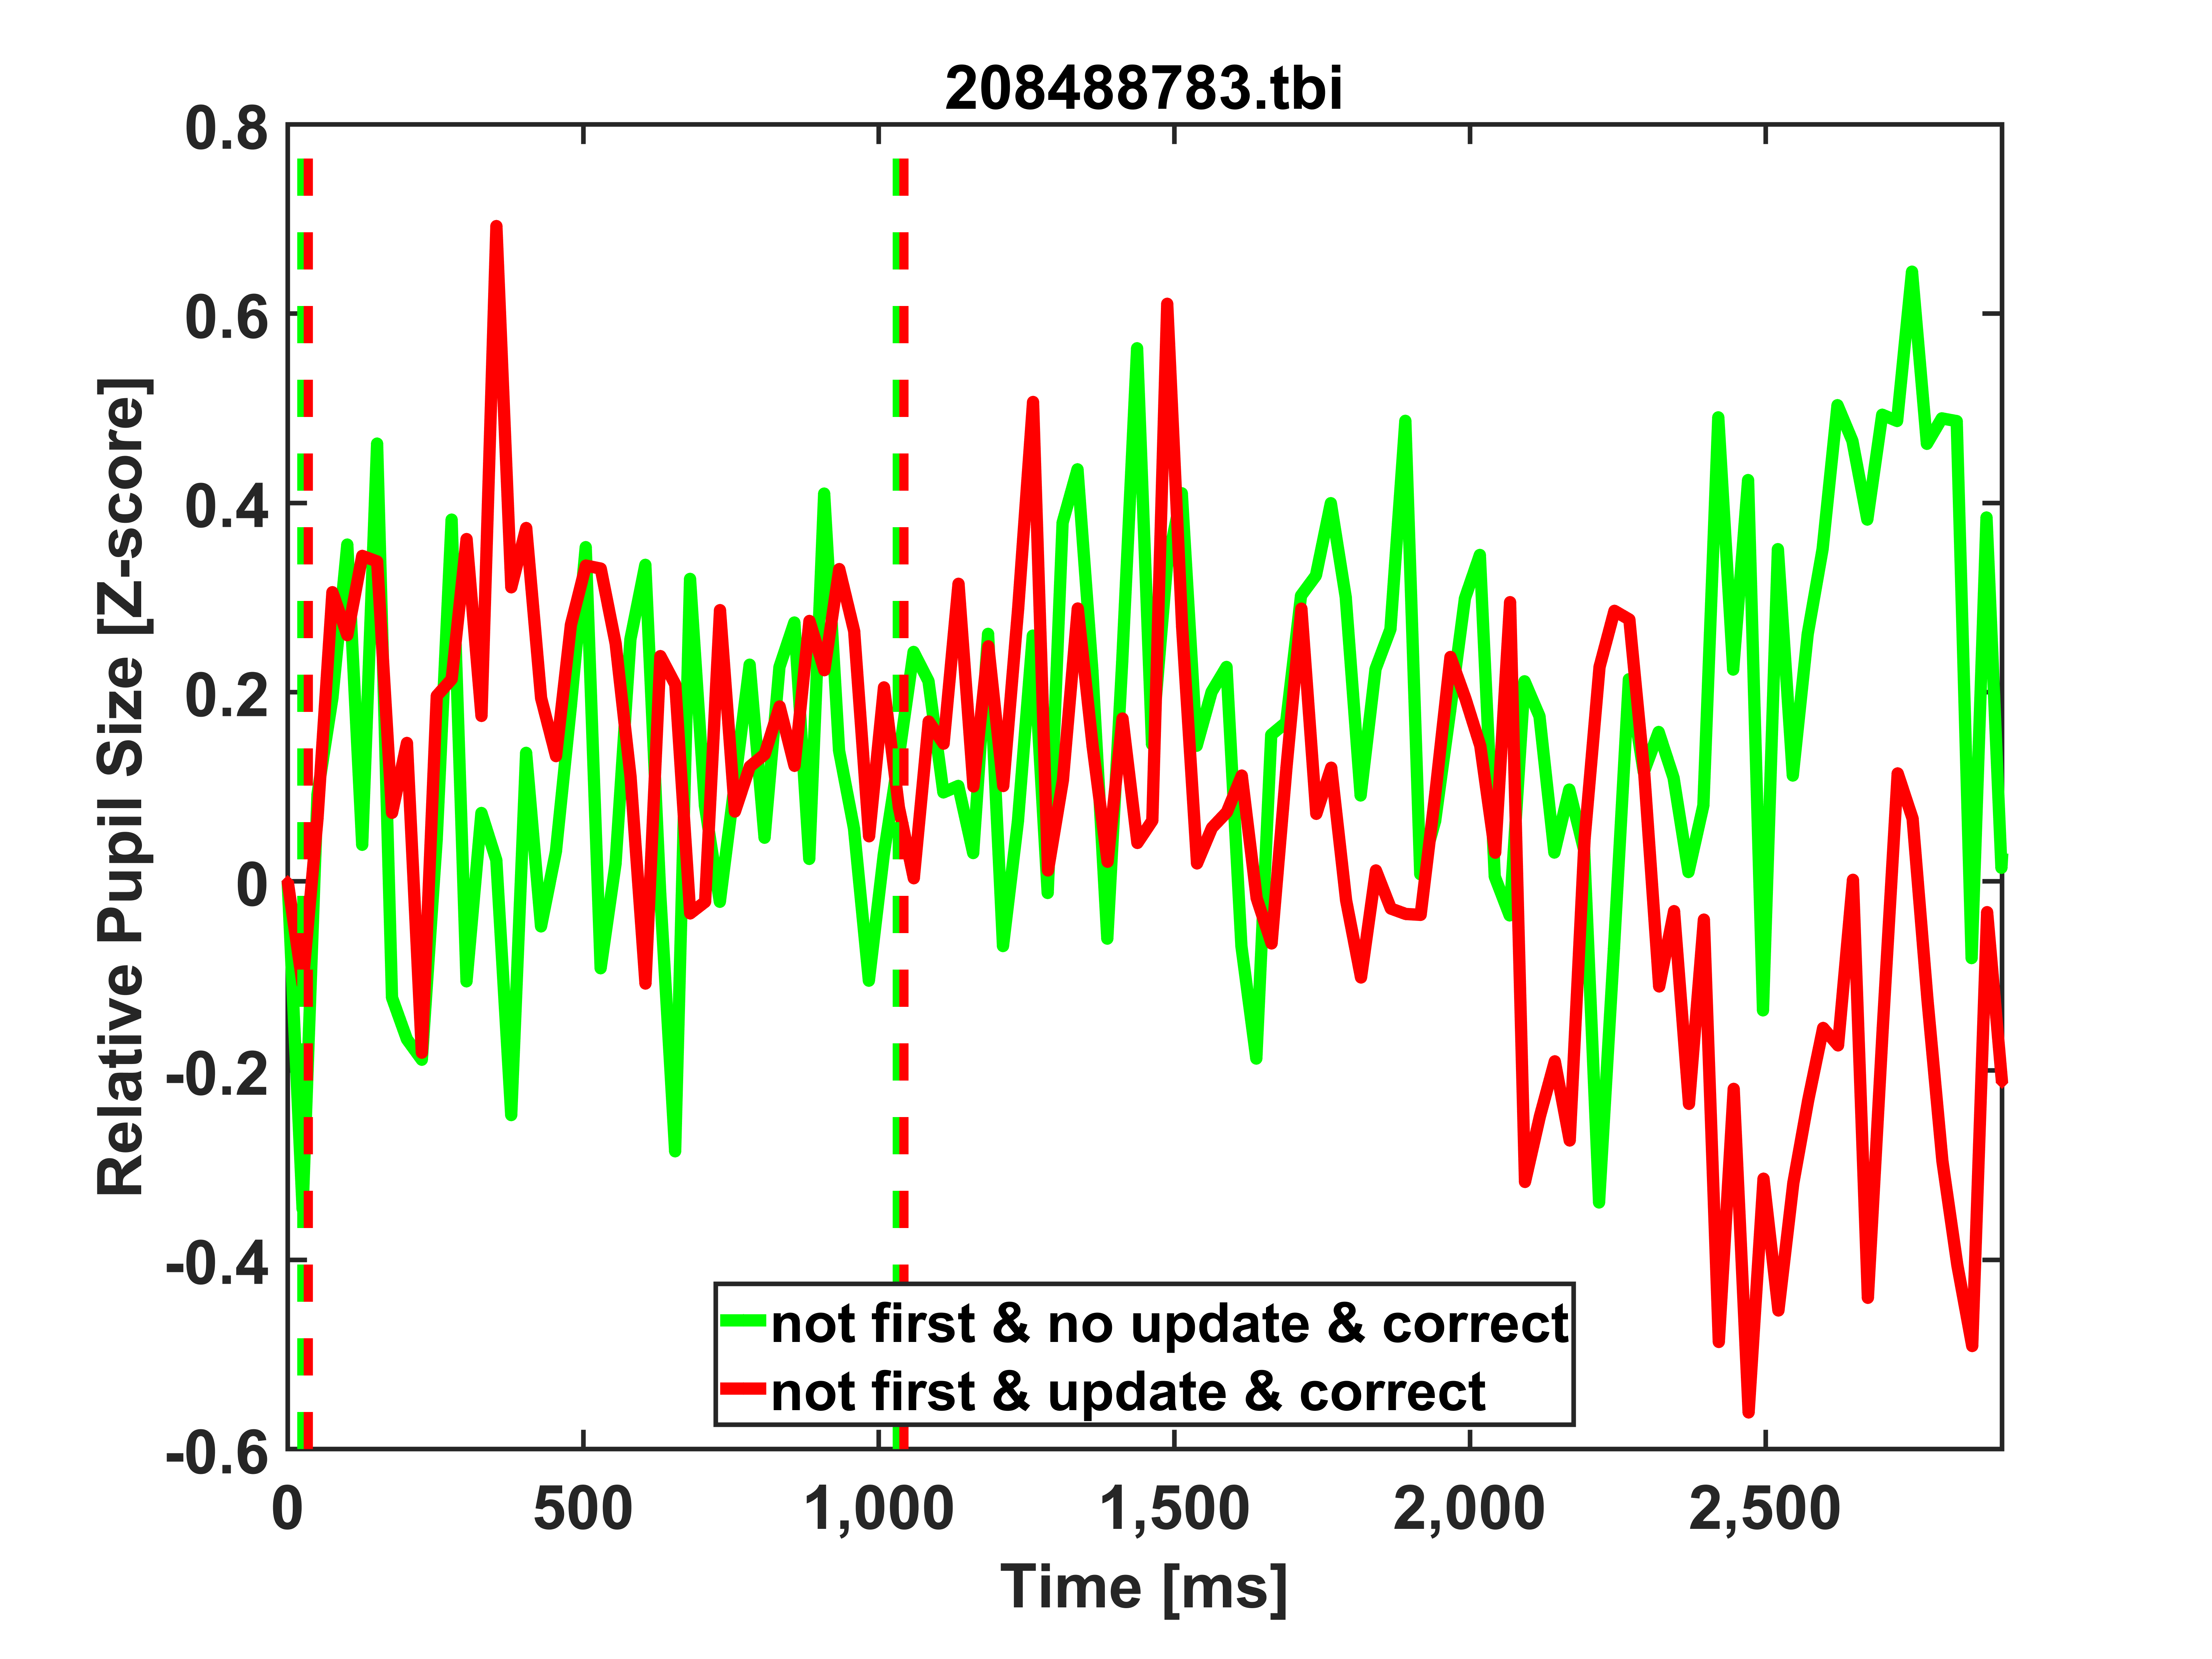 208488783.tbi
0.8
0.6
0.4
0.2
0
-0.2
-0.4
-0.6
Relative Pupil Size [Z-score]
not first & no update & correct
not first & update & correct
0 500 1,000 1,500 2,000 2,500
Time [ms]